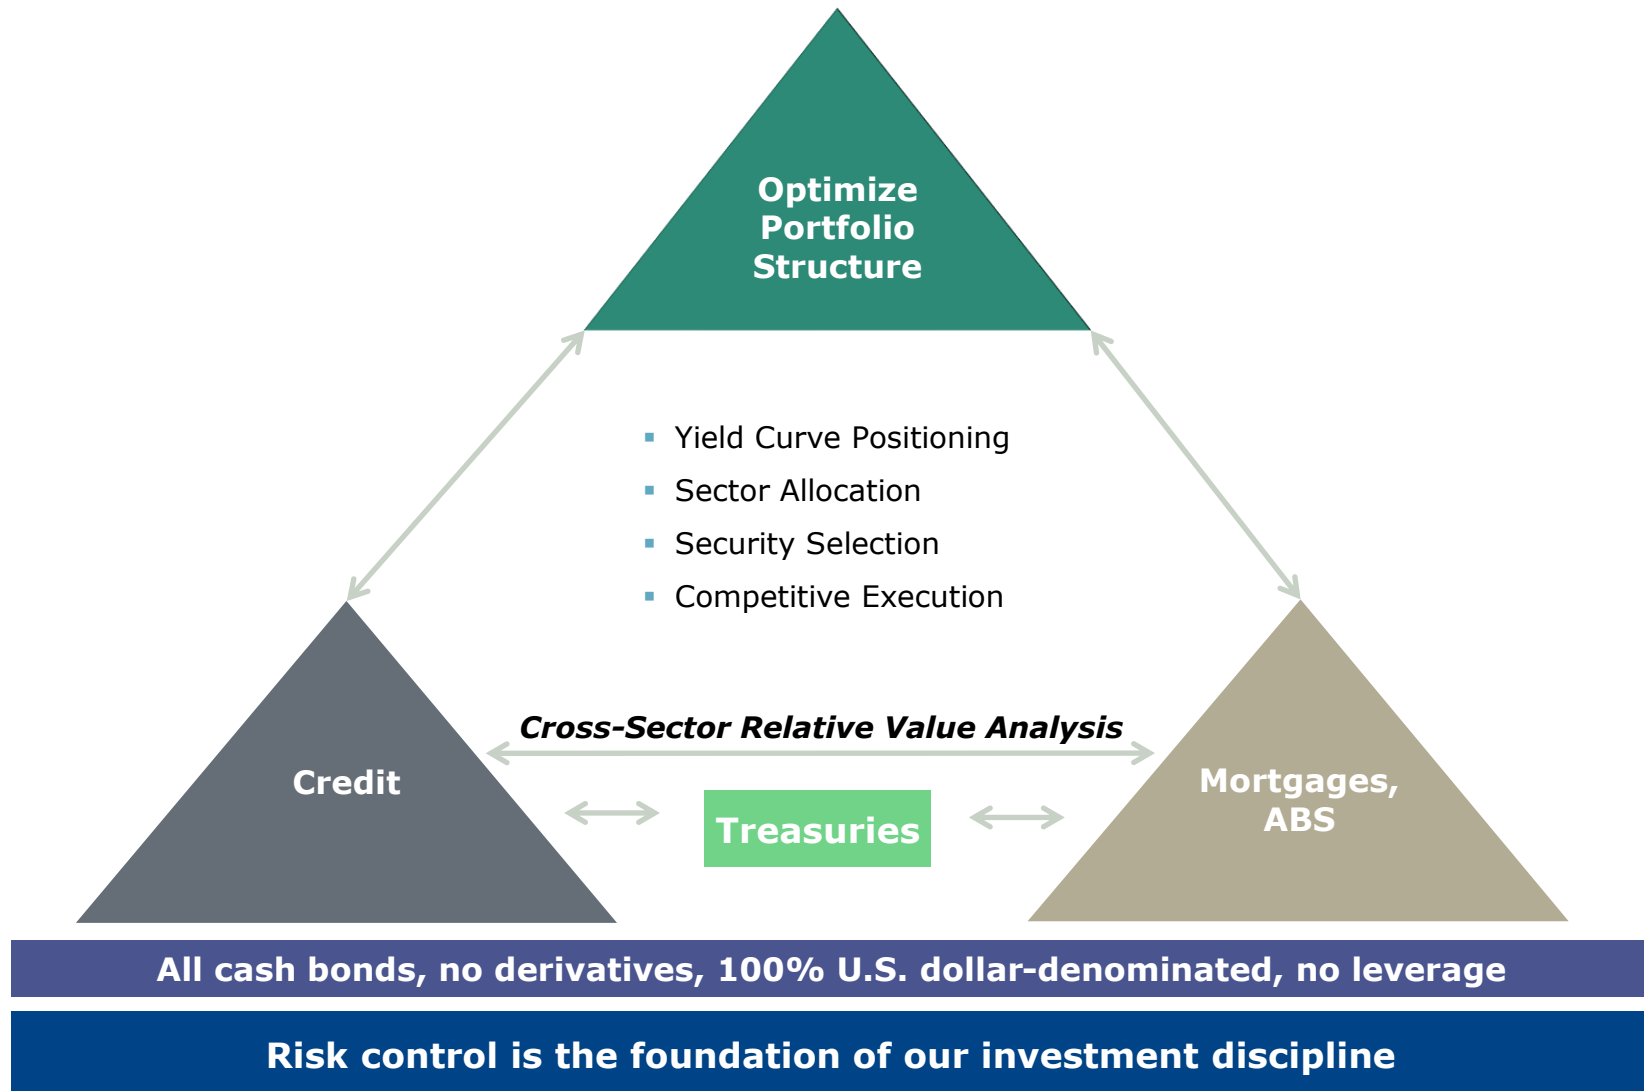 Optimize
Portfolio
Structure
▪ Yield Curve Positioning
▪ Sector Allocation
▪ Security Selection
▪ Competitive Execution
Cross-Sector Relative Value Analysis
Credit
Treasuries
Mortgages,
ABS
All cash bonds, no derivatives, 100% U.S. dollar-denominated, no leverage
Risk control is the foundation of our investment discipline